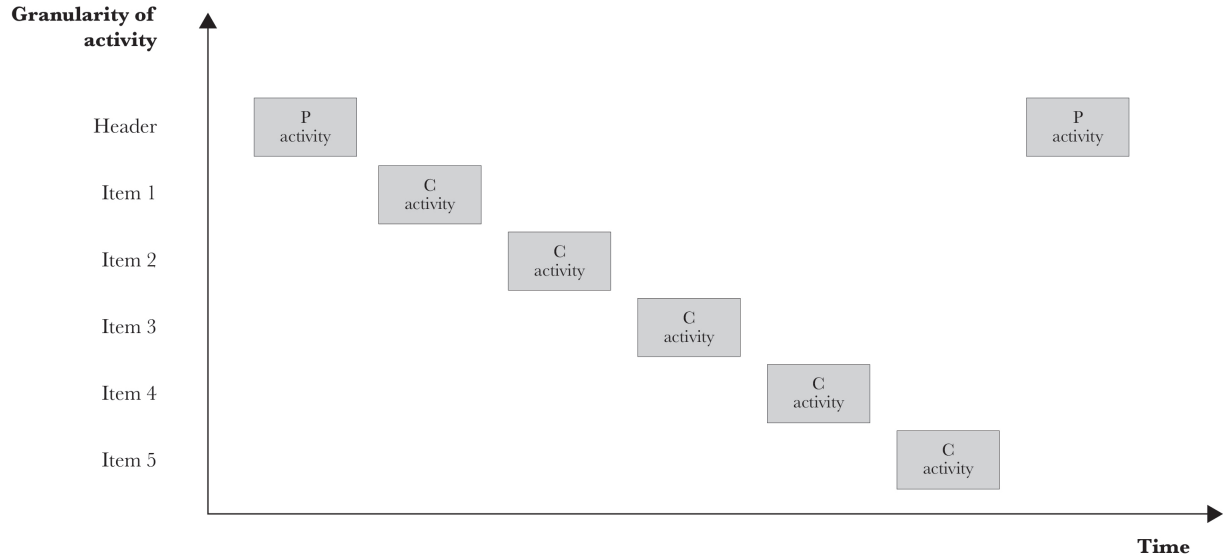 Granularity of
activity
Header
P
activity
P
activity
Item 1
C
activity
Item 2
C
activity
Item 3
C
activity
Item 4
C
activity
Item 5
C
activity
Time